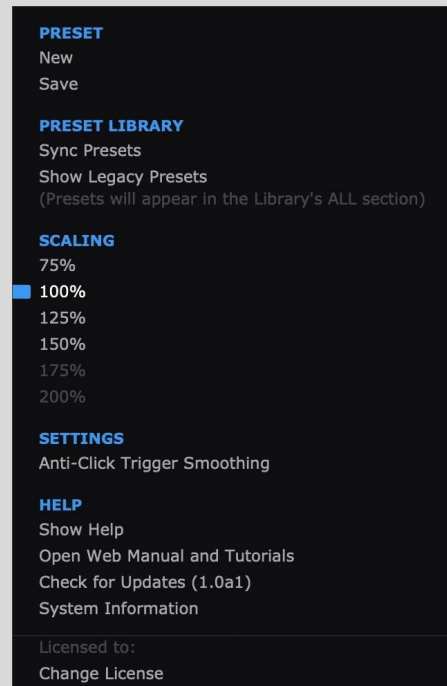 PRESET
New
Save
PRESET LIBRARY
Sync Presets
Show Legacy Presets
(Presets will appear in the Library's ALL section)
SCALING
75%
100%
125%
150%
175%
200%
SETTINGS
Anti-Click Trigger Smoothing
HELP
Show Help
Open Web Manual and Tutorials
Check for Updates (1.0a1)
System Information
Licensed to:
Change License